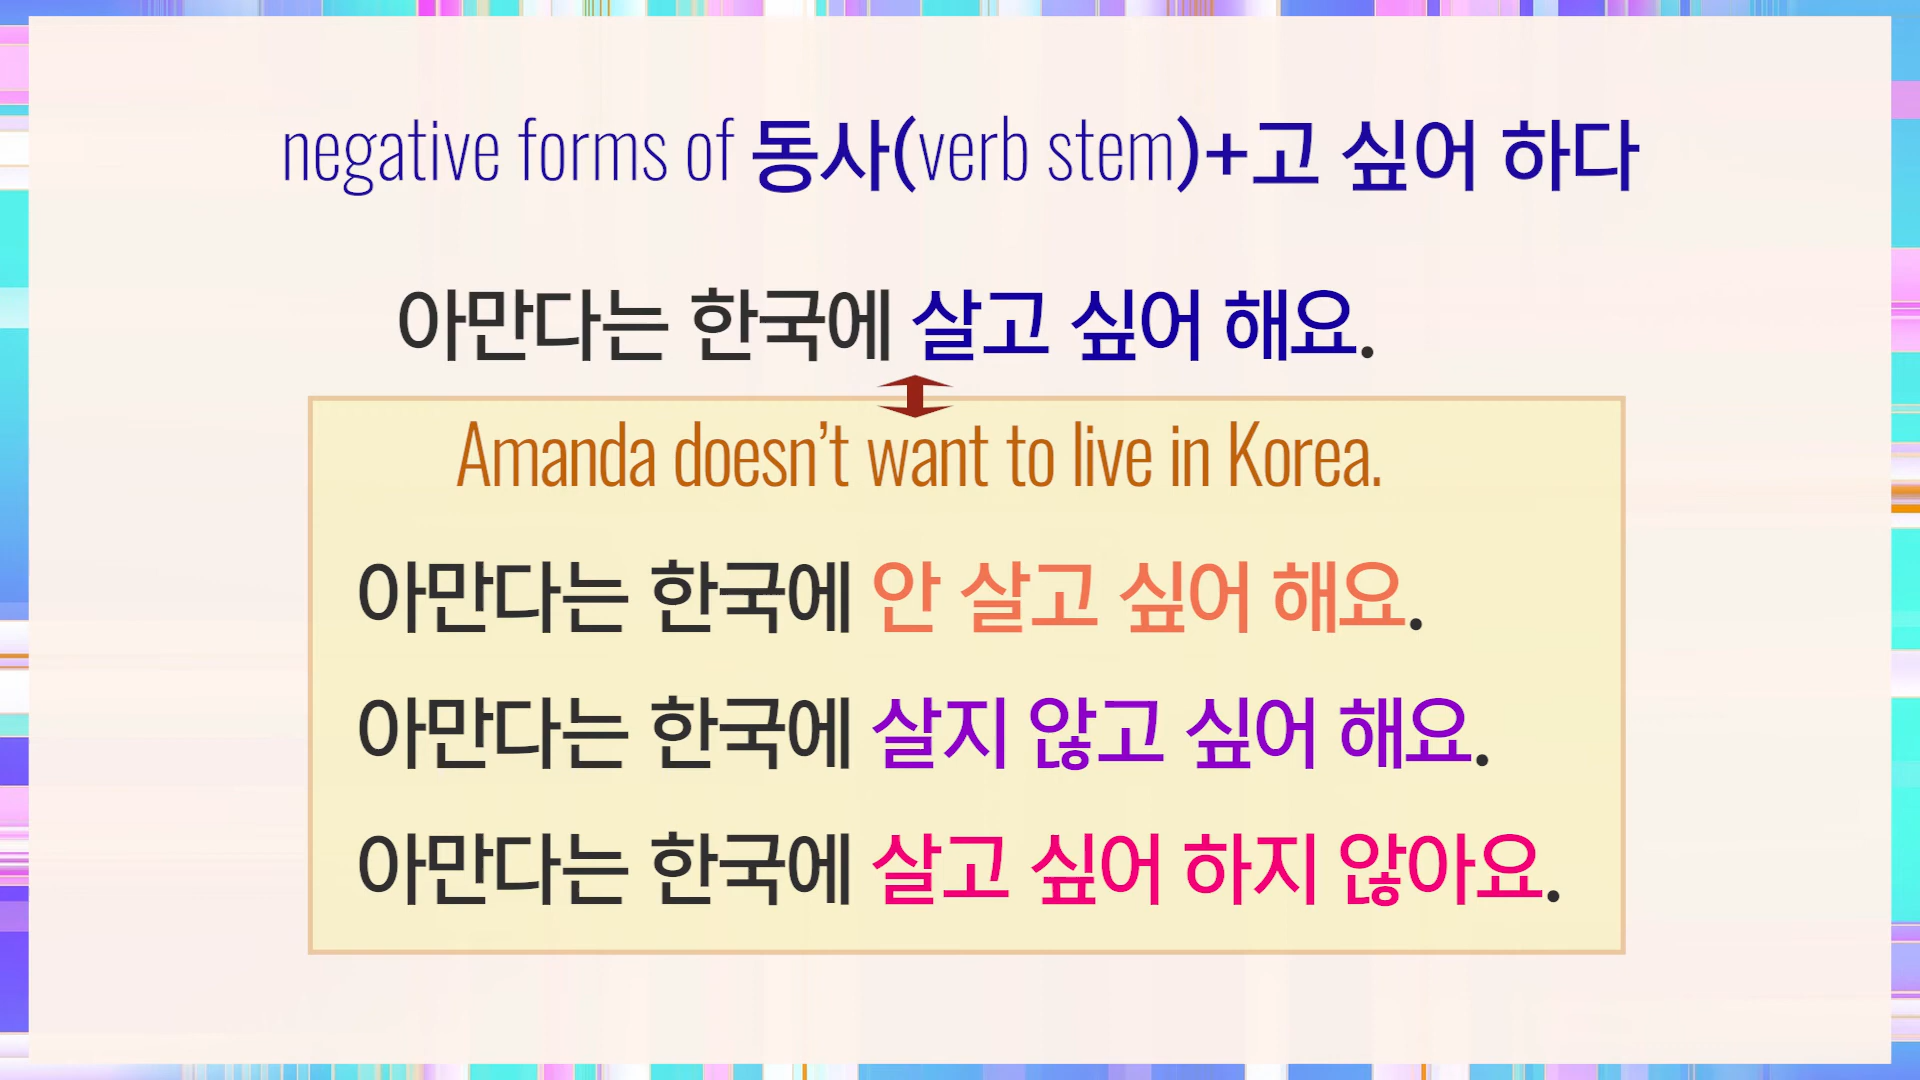 negative forms of 동사(verb stem)+고 싶어 하다
아만다는 한국에 살고 싶어 해요.
Amanda doesn’t want to live in Korea.
아만다는 한국에 안 살고 싶어 해요.
아만다는 한국에 살지 않고 싶어 해요.
아만다는 한국에 살고 싶어 하지 않아요.